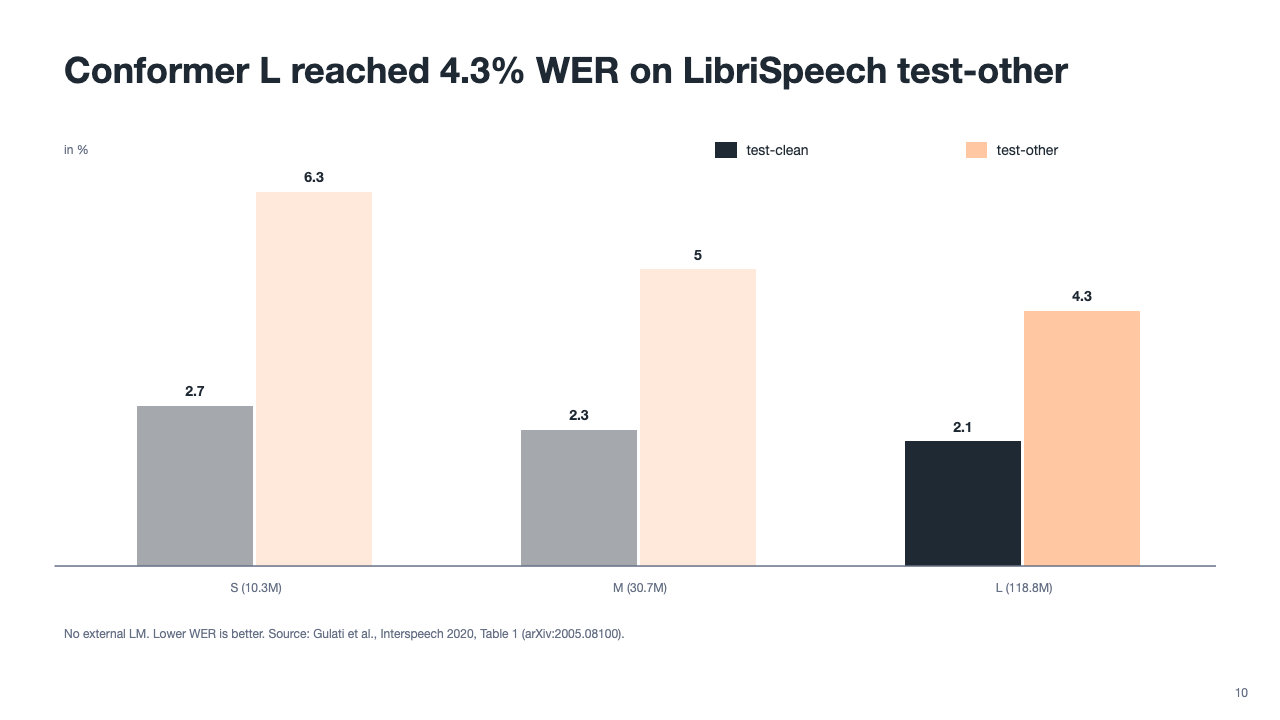 Conformer L reached 4.3% WER on LibriSpeech test-other
in %
test-clean
test-other
6.3
5
4.3
2.7
2.3
2.1
S (10.3M)
M (30.7M)
L (118.8M)
No external LM. Lower WER is better. Source: Gulati et al., Interspeech 2020, Table 1 (arXiv:2005.08100).
10